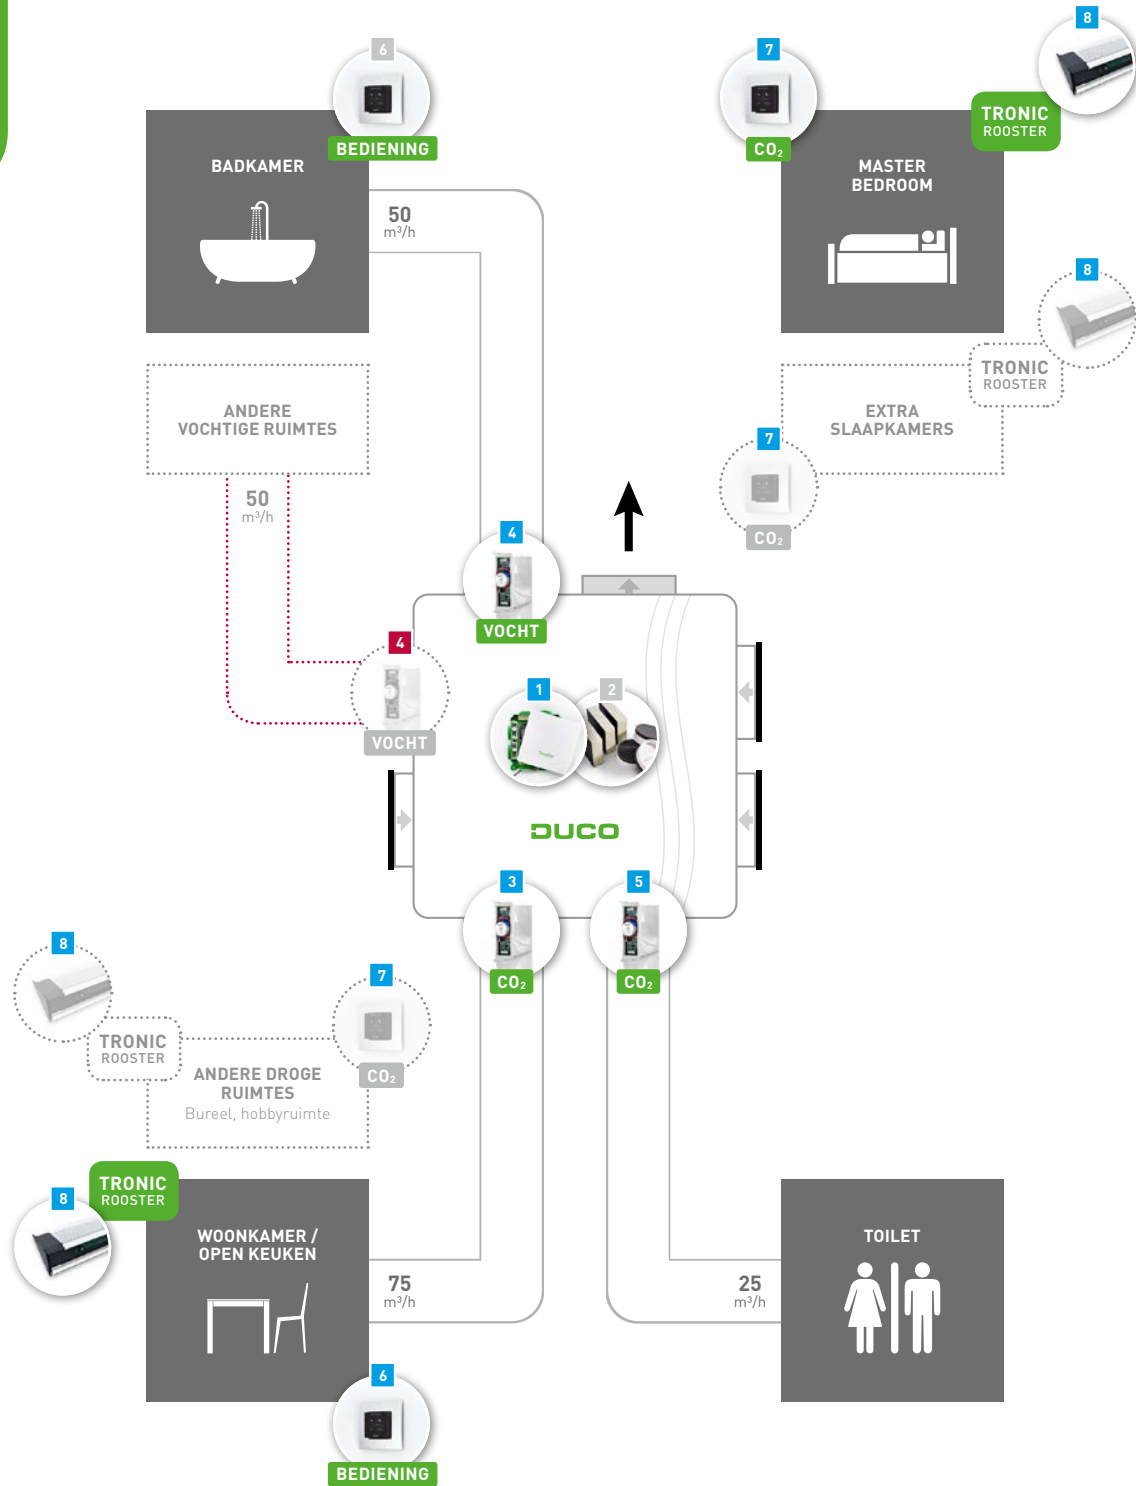 6
BEDIENING
BADKAMER
50
m³/h
7
CO₂
8
TRONIC
ROOSTER
MASTER
BEDROOM
8
TRONIC
ROOSTER
EXTRA
SLAAPKAMERS
7
CO₂
ANDERE
VOCHTIGE RUIMTES
50
m³/h
4
VOCHT
4
VOCHT
1
2
DUCO
3
CO₂
5
CO₂
8
TRONIC
ROOSTER
7
CO₂
ANDERE DROGE
RUIMTES
Bureel, hobbyruimte
8
TRONIC
ROOSTER
WOONKAMER /
OPEN KEUKEN
75
m³/h
6
BEDIENING
25
m³/h
TOILET